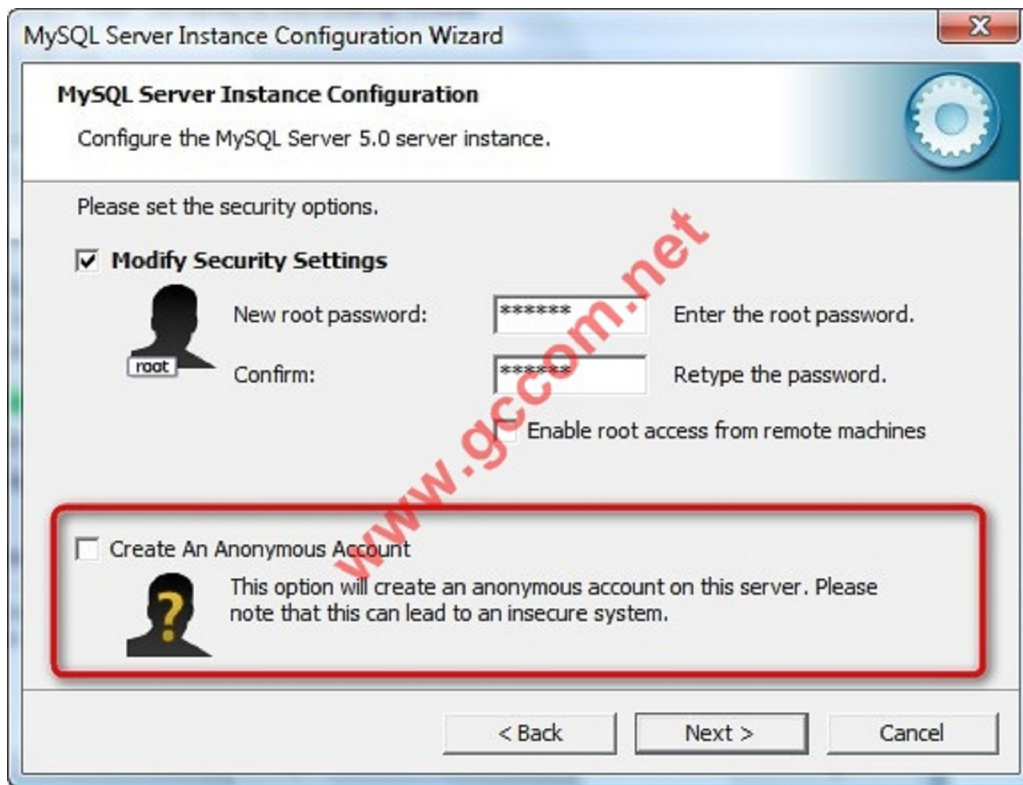 MySQL Server Instance Configuration Wizard
X
MySQL Server Instance Configuration
Configure the MySQL Server 5.0 server instance.
Please set the security options.
Modify Security Settings
root
New root password: ****** Enter the root password.
Confirm: ****** Retype the password.
Enable root access from remote machines
www.gccom.net
Create An Anonymous Account
?
This option will create an anonymous account on this server. Please
note that this can lead to an insecure system.
< Back Next > Cancel